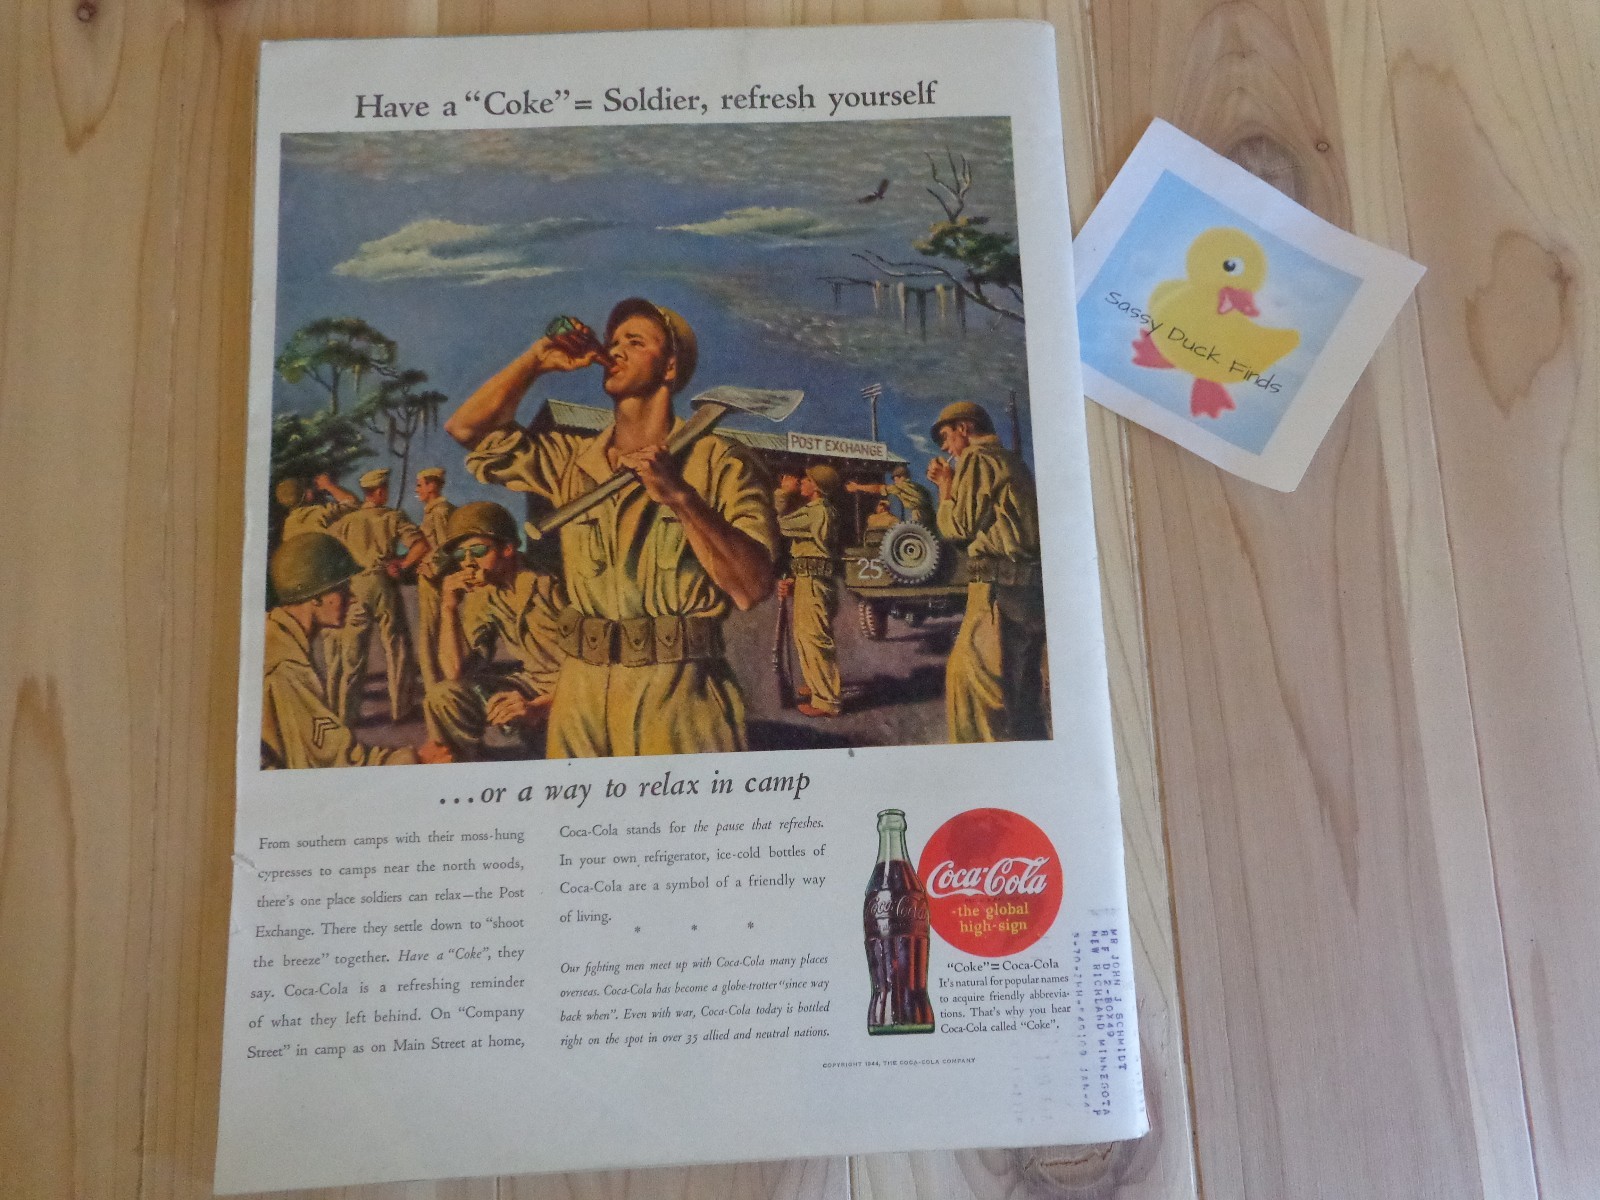 Have a “Coke” = Soldier, refresh yourself
POST EXCHANGE
25
...or a way to relax in camp
From southern camps with their moss-hung
cypresses to camps near the north woods,
there's one place soldiers can relax—the Post
Exchange. There they settle down to “shoot
the breeze” together. Have a “Coke”, they
say. Coca-Cola is a refreshing reminder
of what they left behind. On “Company
Street” in camp as on Main Street at home,
Coca-Cola stands for the pause that refreshes.
In your own refrigerator, ice-cold bottles of
Coca-Cola are a symbol of a friendly way
of living.
* * *
Our fighting men meet up with Coca-Cola many places
overseas. Coca-Cola has become a globe-trotter “since way
back when”. Even with war, Coca-Cola today is bottled
right on the spot in over 35 allied and neutral nations.
Coca-Cola
Coca-Cola
-the global
high-sign
“Coke” = Coca-Cola
It's natural for popular names
to acquire friendly abbrevia-
tions. That's why you hear
Coca-Cola called “Coke”.
COPYRIGHT 1944, THE COCA-COLA COMPANY
MR JOHN J SCHMIDT
R F D 2-BOX49
NEW RICHLAND MINNESOTA
Sassy Duck Finds